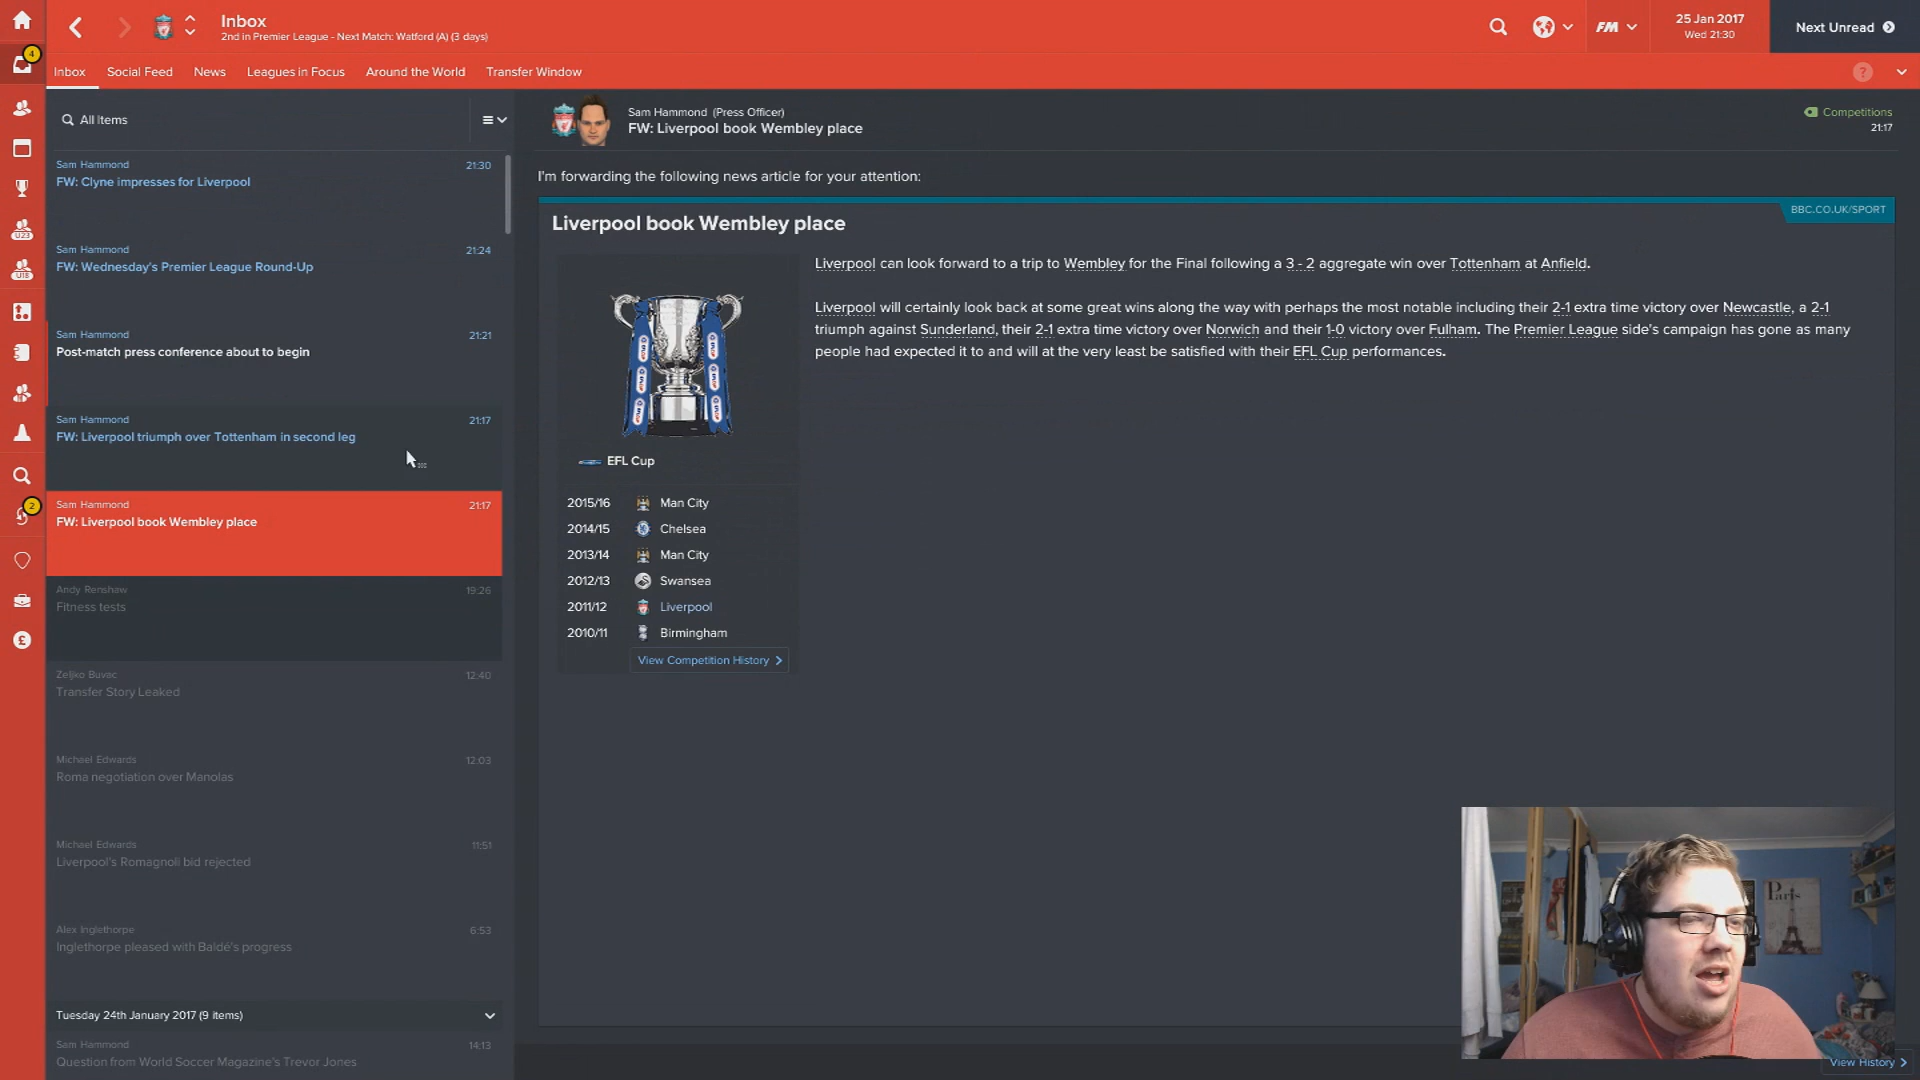 4
Inbox
2nd in Premier League - Next Match: Watford (A) (3 days)
FM
25 Jan 2017
Wed 21:30
Next Unread
Inbox
Social Feed
News
Leagues in Focus
Around the World
Transfer Window
?
All Items
Sam Hammond
21:30
FW: Clyne impresses for Liverpool
Sam Hammond
21:24
FW: Wednesday's Premier League Round-Up
Sam Hammond
21:21
Post-match press conference about to begin
Sam Hammond
21:17
FW: Liverpool triumph over Tottenham in second leg
Sam Hammond
21:17
FW: Liverpool book Wembley place
Andy Renshaw
19:26
Fitness tests
Zeljko Buvac
12:40
Transfer Story Leaked
Michael Edwards
12:03
Roma negotiation over Manolas
Michael Edwards
11:51
Liverpool's Romagnoli bid rejected
Alex Inglethorpe
6:53
Inglethorpe pleased with Baldé's progress
Tuesday 24th January 2017 (9 items)
Sam Hammond
14:13
Question from World Soccer Magazine's Trevor Jones
U23
U18
2
£
Sam Hammond (Press Officer)
FW: Liverpool book Wembley place
Competitions
21:17
I'm forwarding the following news article for your attention:
BBC.CO.UK/SPORT
Liverpool book Wembley place
Liverpool can look forward to a trip to Wembley for the Final following a 3 - 2 aggregate win over Tottenham at Anfield.
Liverpool will certainly look back at some great wins along the way with perhaps the most notable including their 2-1 extra time victory over Newcastle, a 2-1
triumph against Sunderland, their 2-1 extra time victory over Norwich and their 1-0 victory over Fulham. The Premier League side's campaign has gone as many
people had expected it to and will at the very least be satisfied with their EFL Cup performances.
EFL Cup
2015/16 Man City
2014/15 Chelsea
2013/14 Man City
2012/13 Swansea
2011/12 Liverpool
2010/11 Birmingham
View Competition History
Paris
View History